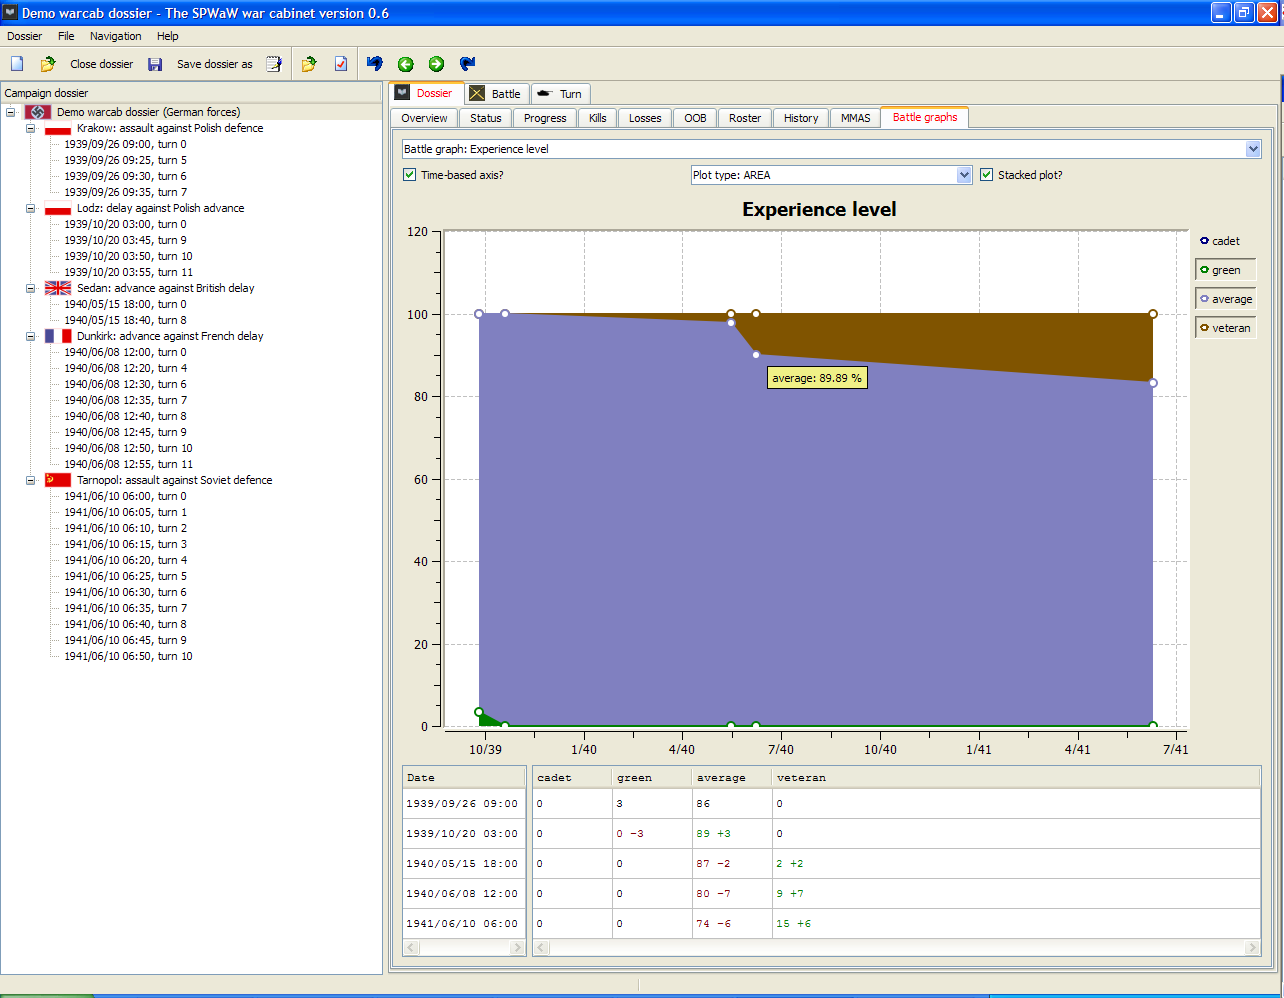 Demo warcab dossier - The SPWaW war cabinet version 0.6
Dossier File Navigation Help
Close dossier Save dossier as
Campaign dossier
Demo warcab dossier (German forces)
Krakow: assault against Polish defence
1939/09/26 09:00, turn 0
1939/09/26 09:25, turn 5
1939/09/26 09:30, turn 6
1939/09/26 09:35, turn 7
Lodz: delay against Polish advance
1939/10/20 03:00, turn 0
1939/10/20 03:45, turn 9
1939/10/20 03:50, turn 10
1939/10/20 03:55, turn 11
Sedan: advance against British delay
1940/05/15 18:00, turn 0
1940/05/15 18:40, turn 8
Dunkirk: advance against French delay
1940/06/08 12:00, turn 0
1940/06/08 12:20, turn 4
1940/06/08 12:30, turn 6
1940/06/08 12:35, turn 7
1940/06/08 12:40, turn 8
1940/06/08 12:45, turn 9
1940/06/08 12:50, turn 10
1940/06/08 12:55, turn 11
Tarnopol: assault against Soviet defence
1941/06/10 06:00, turn 0
1941/06/10 06:05, turn 1
1941/06/10 06:10, turn 2
1941/06/10 06:15, turn 3
1941/06/10 06:20, turn 4
1941/06/10 06:25, turn 5
1941/06/10 06:30, turn 6
1941/06/10 06:35, turn 7
1941/06/10 06:40, turn 8
1941/06/10 06:45, turn 9
1941/06/10 06:50, turn 10
Dossier Battle Turn
Overview Status Progress Kills Losses OOB Roster History MMAS Battle graphs
Battle graph: Experience level
Time-based axis? Plot type: AREA Stacked plot?
Experience level
120
100
80
60
40
20
0
average: 89.89 %
10/39 1/40 4/40 7/40 10/40 1/41 4/41 7/41
cadet
green
average
veteran
Date cadet green average veteran
1939/09/26 09:00 0 3 86 0
1939/10/20 03:00 0 0 -3 89 +3 0
1940/05/15 18:00 0 0 87 -2 2 +2
1940/06/08 12:00 0 0 80 -7 9 +7
1941/06/10 06:00 0 0 74 -6 15 +6